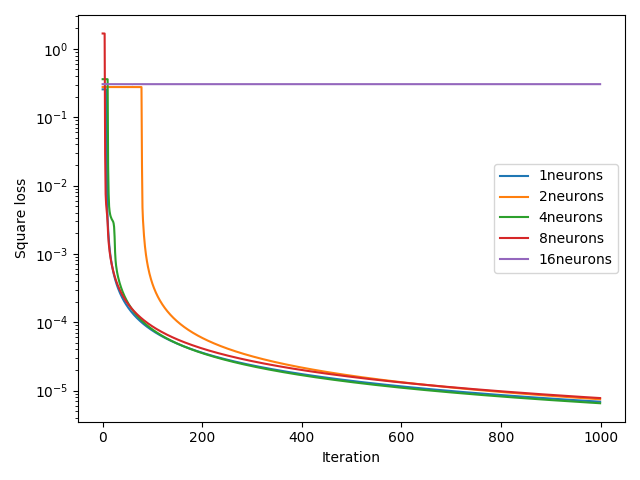 10⁰
10⁻¹
10⁻²
10⁻³
10⁻⁴
10⁻⁵
Square loss
1neurons
2neurons
4neurons
8neurons
16neurons
0 200 400 600 800 1000
Iteration